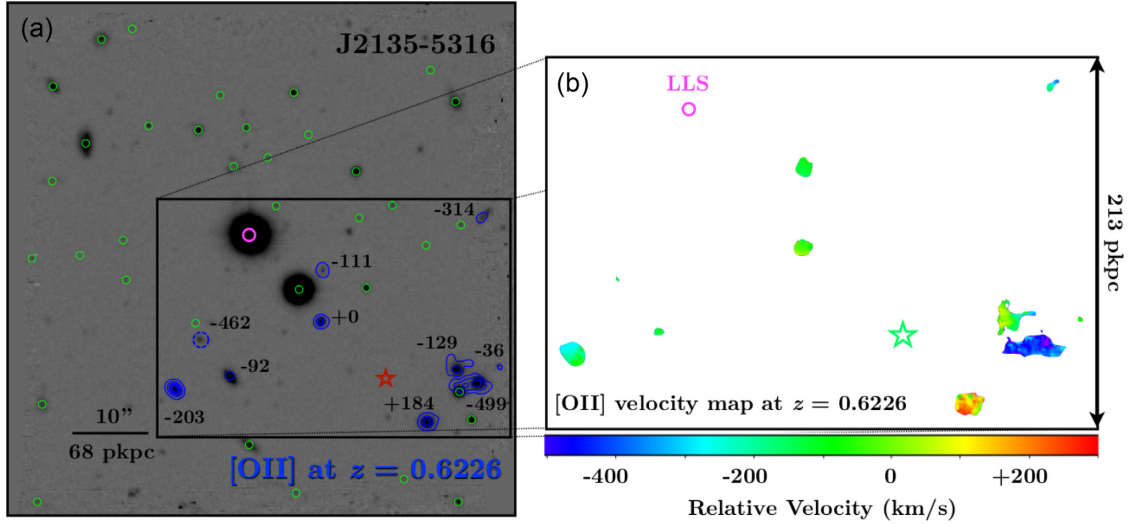 (a)
J2135-5316
-314
-111
+0
-462
-129
-36
-92
-203
+184
-499
10”
68 pkpc
[OII] at z = 0.6226
(b)
LLS
213 pkpc
[OII] velocity map at z = 0.6226
-400 -200 0 +200
Relative Velocity (km/s)